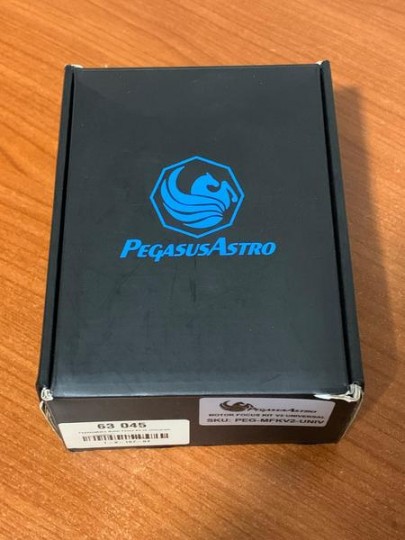 PEGASUSASTRO
PEGASUSASTRO
MOTOR FOCUS KIT V2 UNIVERSAL
SKU: PEG-MFKV2-UNIV
63 045